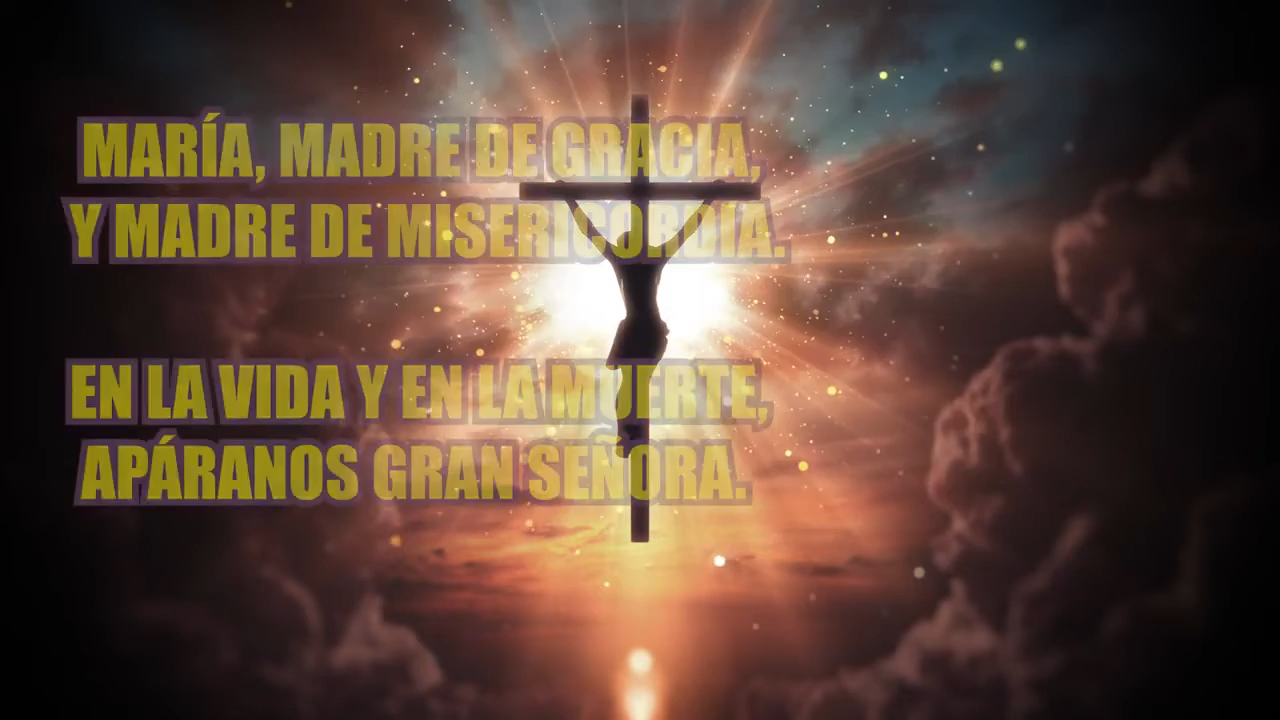 MARÍA, MADRE DE GRACIA,
Y MADRE DE MISERICORDIA.
EN LA VIDA Y EN LA MUERTE,
APÁRANOS GRAN SEÑORA.